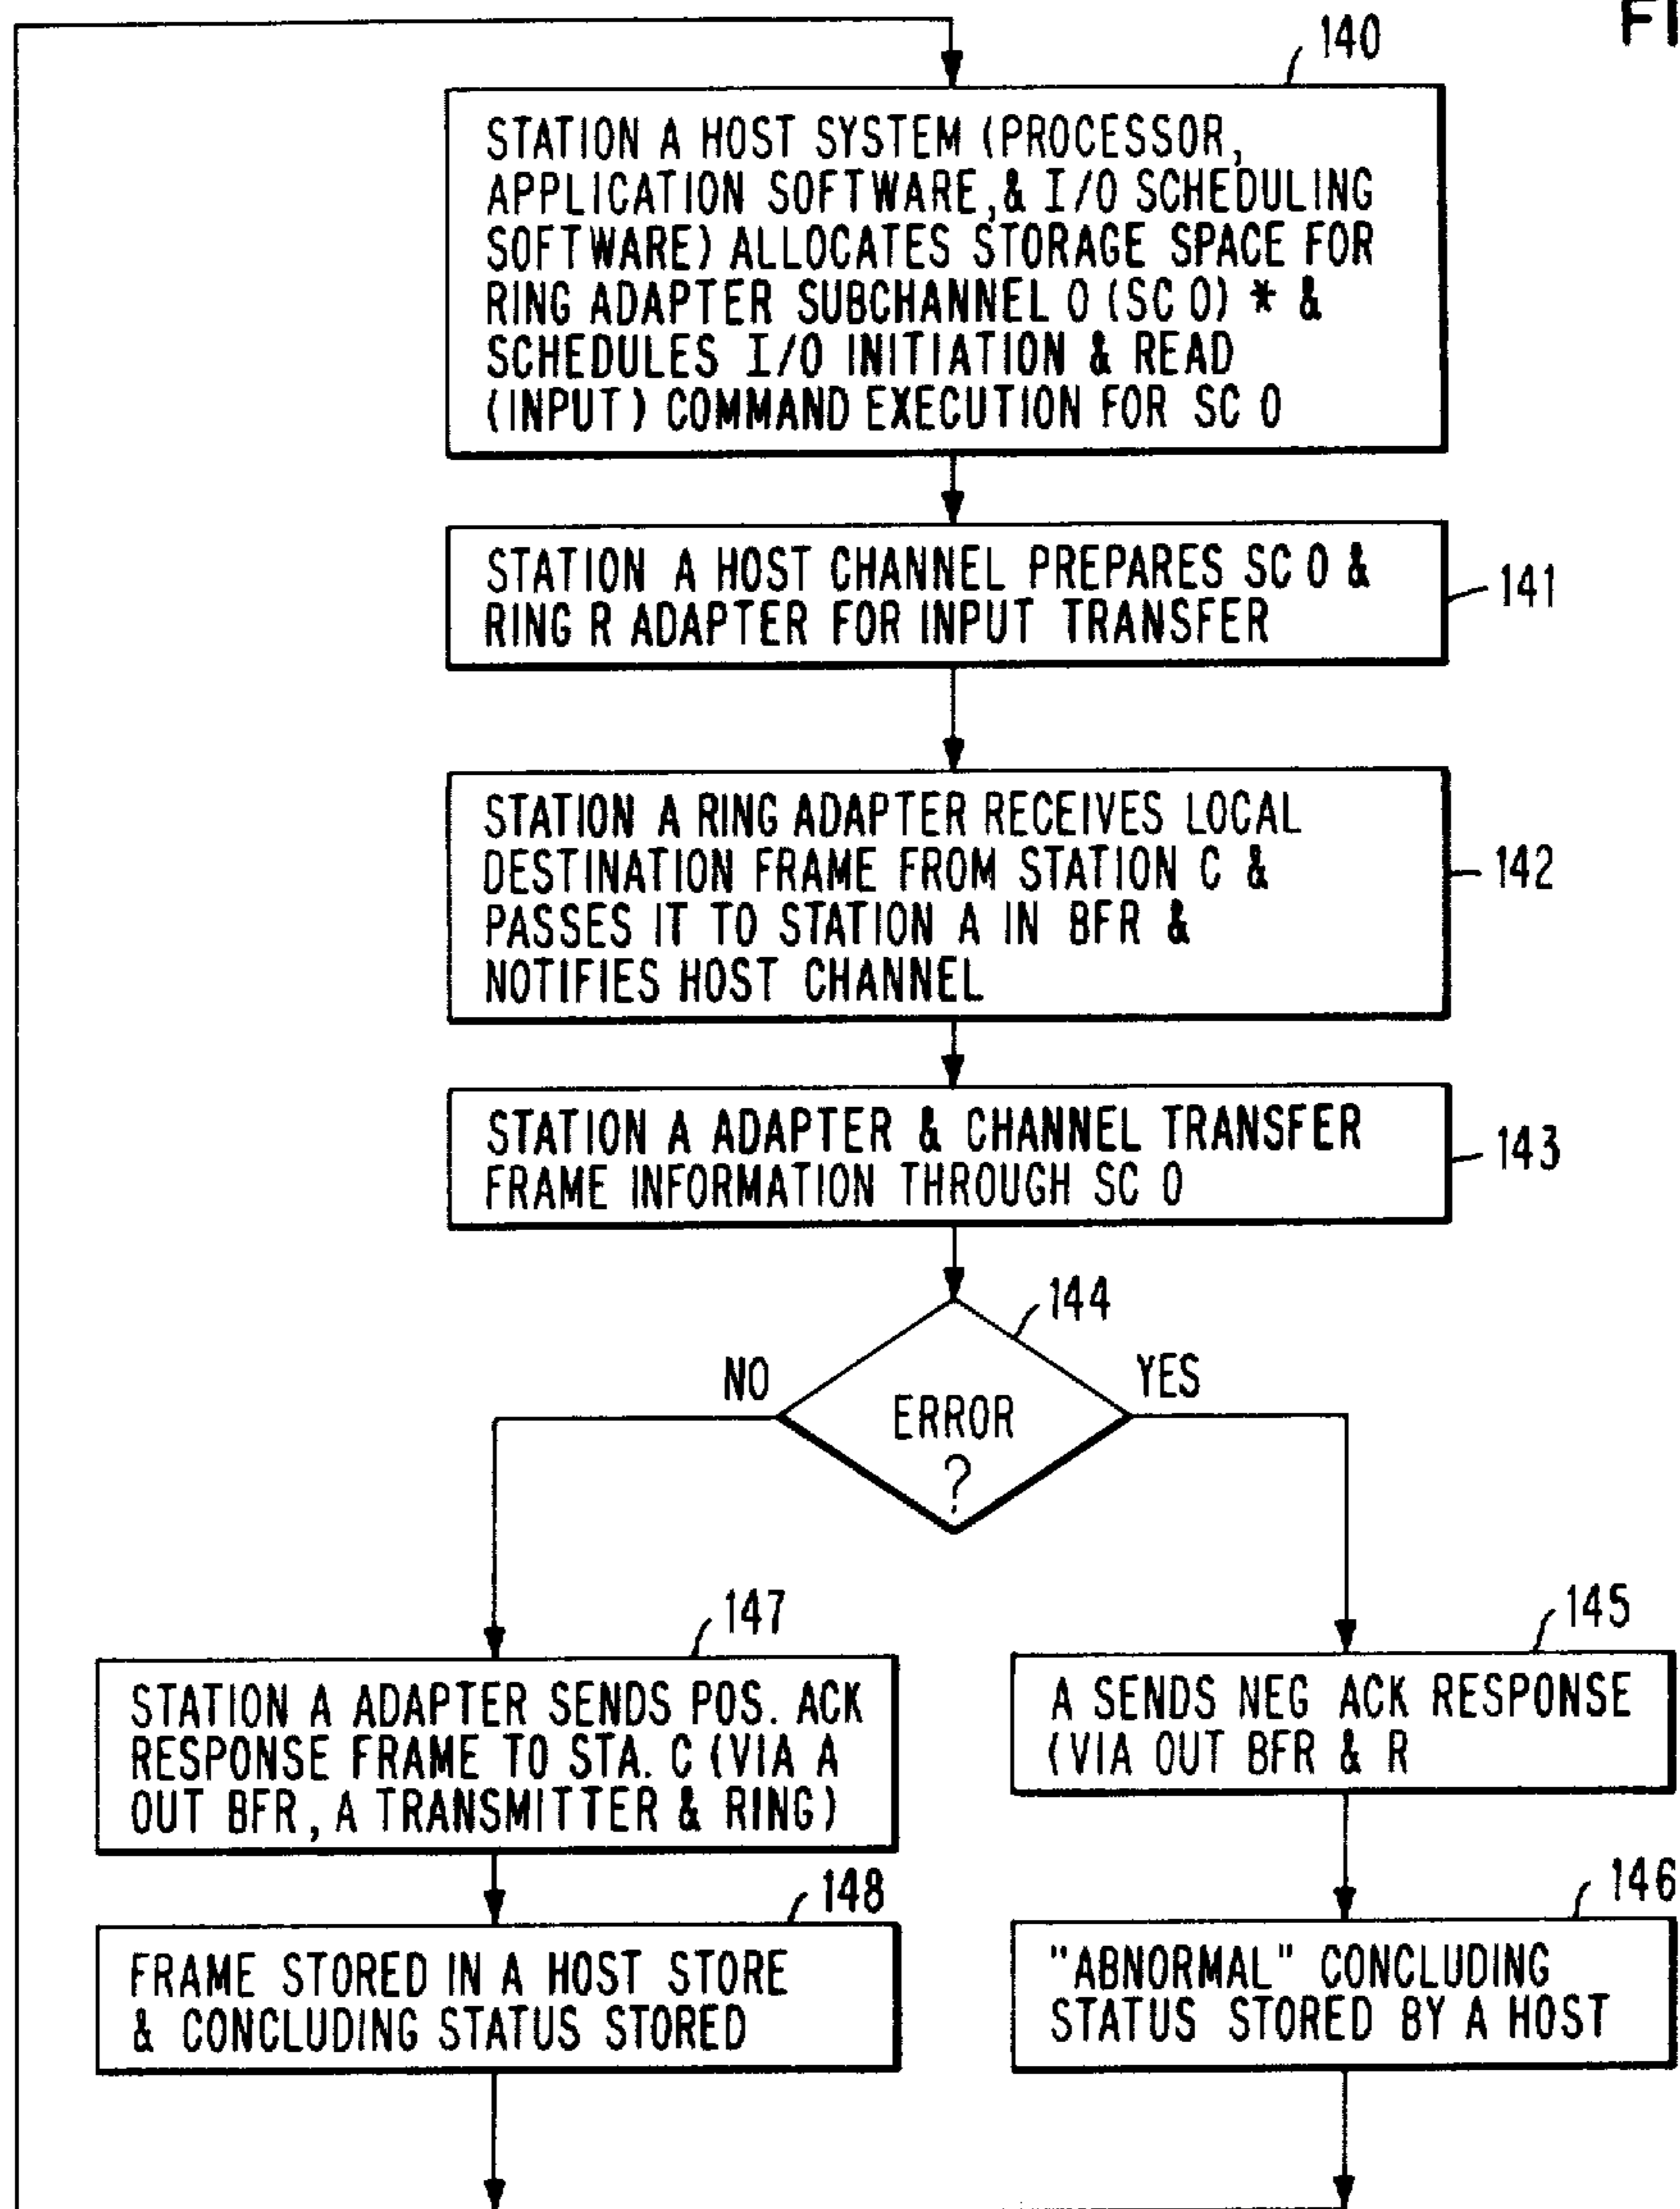 FI
140
STATION A HOST SYSTEM (PROCESSOR,
APPLICATION SOFTWARE,& I/O SCHEDULING
SOFTWARE) ALLOCATES STORAGE SPACE FOR
RING ADAPTER SUBCHANNEL 0 (SC 0) * &
SCHEDULES I/O INITIATION & READ
(INPUT) COMMAND EXECUTION FOR SC 0
STATION A HOST CHANNEL PREPARES SC 0 &
RING R ADAPTER FOR INPUT TRANSFER
141
STATION A RING ADAPTER RECEIVES LOCAL
DESTINATION FRAME FROM STATION C &
PASSES IT TO STATION A IN BFR &
NOTIFIES HOST CHANNEL
142
STATION A ADAPTER & CHANNEL TRANSFER
FRAME INFORMATION THROUGH SC 0
143
144
NO
YES
ERROR
?
147
STATION A ADAPTER SENDS POS. ACK
RESPONSE FRAME TO STA. C (VIA A
OUT BFR, A TRANSMITTER & RING)
145
A SENDS NEG ACK RESPONSE
(VIA OUT BFR & R
148
FRAME STORED IN A HOST STORE
& CONCLUDING STATUS STORED
146
"ABNORMAL" CONCLUDING
STATUS STORED BY A HOST